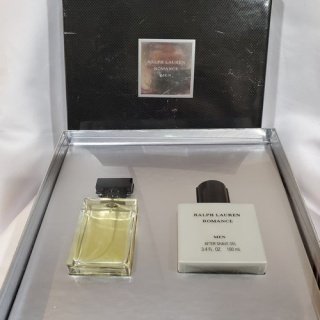 RALPH LAUREN
ROMANCE
MEN
RALPH LAUREN
ROMANCE
MEN
AFTER SHAVE GEL
3.4 FL. OZ 100 mL